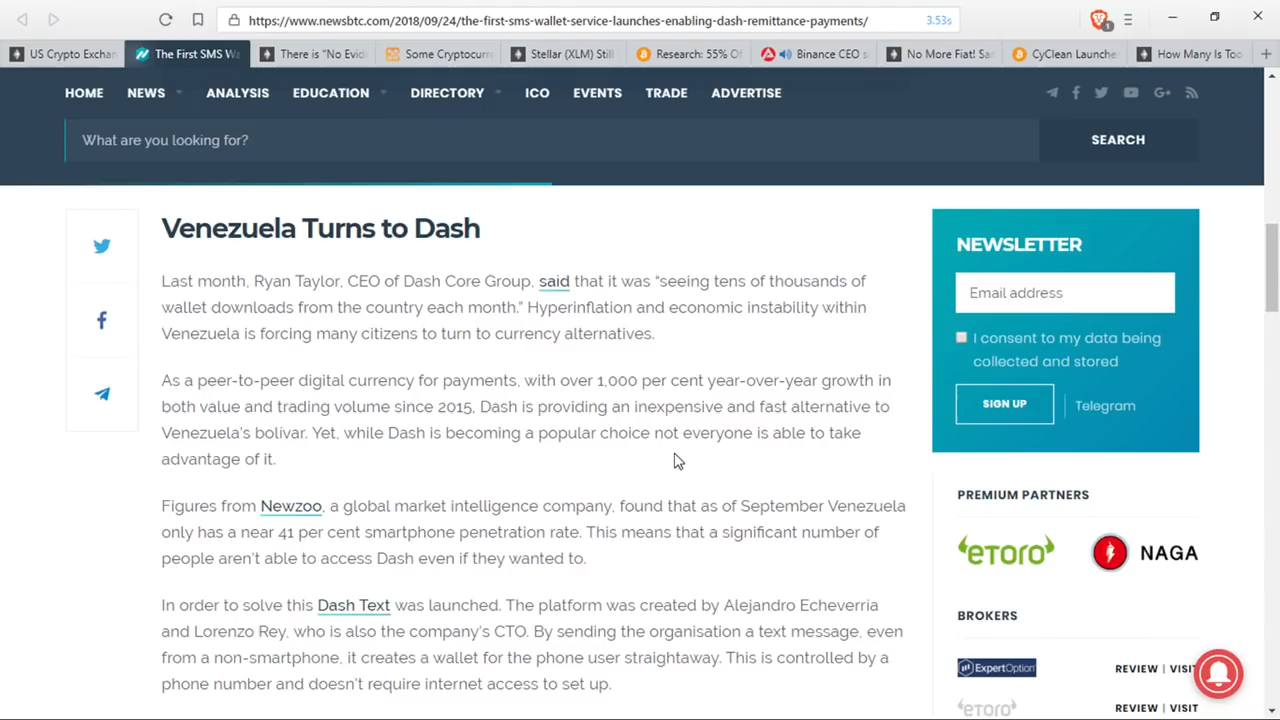 https://www.newsbtc.com/2018/09/24/the-first-sms-wallet-service-launches-enabling-dash-remittance-payments/ 3.53s 1
US Crypto Exchan The First SMS Wa There is "No Evid Some Cryptocurre Stellar (XLM) Still Research: 55% Of Binance CEO s No More Fiat! Sa CyClean Launche How Many Is Too
HOME NEWS ANALYSIS EDUCATION DIRECTORY ICO EVENTS TRADE ADVERTISE
What are you looking for? SEARCH
Venezuela Turns to Dash
Last month, Ryan Taylor, CEO of Dash Core Group, said that it was “seeing tens of thousands of
wallet downloads from the country each month.” Hyperinflation and economic instability within
Venezuela is forcing many citizens to turn to currency alternatives.
As a peer-to-peer digital currency for payments, with over 1,000 per cent year-over-year growth in
both value and trading volume since 2015, Dash is providing an inexpensive and fast alternative to
Venezuela’s bolivar. Yet, while Dash is becoming a popular choice not everyone is able to take
advantage of it.
Figures from Newzoo, a global market intelligence company, found that as of September Venezuela
only has a near 41 per cent smartphone penetration rate. This means that a significant number of
people aren’t able to access Dash even if they wanted to.
In order to solve this Dash Text was launched. The platform was created by Alejandro Echeverria
and Lorenzo Rey, who is also the company’s CTO. By sending the organisation a text message, even
from a non-smartphone, it creates a wallet for the phone user straightaway. This is controlled by a
phone number and doesn’t require internet access to set up.
NEWSLETTER
Email address
I consent to my data being
collected and stored
SIGN UP Telegram
PREMIUM PARTNERS
eToro NAGA
BROKERS
ExpertOption REVIEW | VISIT
eToro REVIEW | VISIT